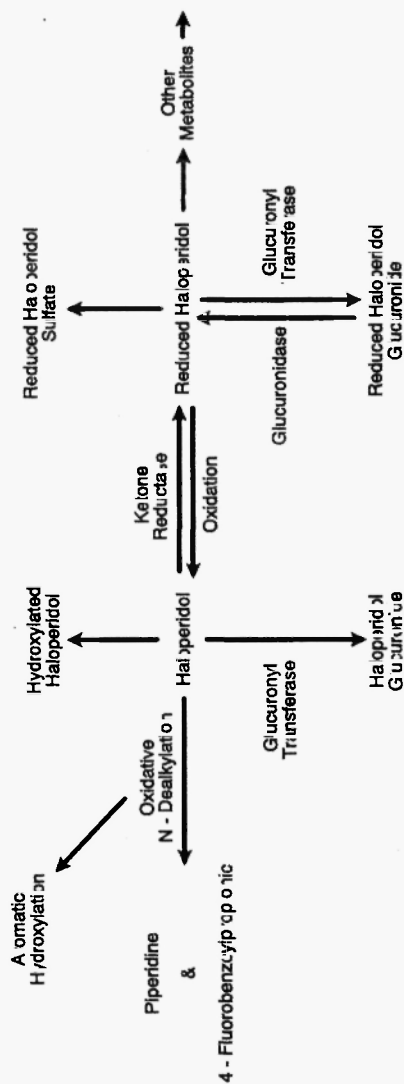 Aromatic
Hydroxylation
Piperidine
&
4 - Fluorobenzoylpropionic
Oxidative
N - Dealkylation
Hydroxylated
Haloperidol
Haloperidol
Glucuronyl
Transferase
Haloperidol
Glucuronide
Ketone
Reductase
Oxidation
Reduced Haloperidol
Sulfate
Reduced Haloperidol
Glucuronidase
Glucuronyl
Transferase
Reduced Haloperidol
Glucuronide
Other
Metabolites